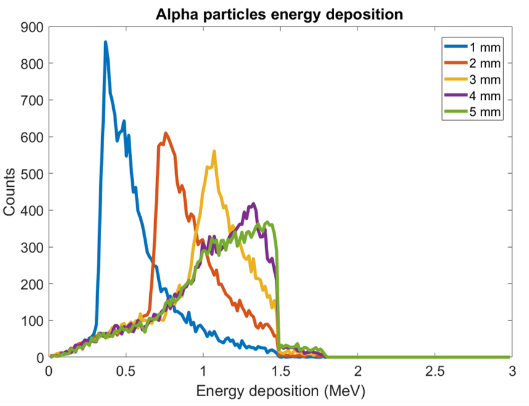 Alpha particles energy deposition
900
800
700
600
500
400
300
200
100
0
Counts
1 mm
2 mm
3 mm
4 mm
5 mm
0 0.5 1 1.5 2 2.5 3
Energy deposition (MeV)